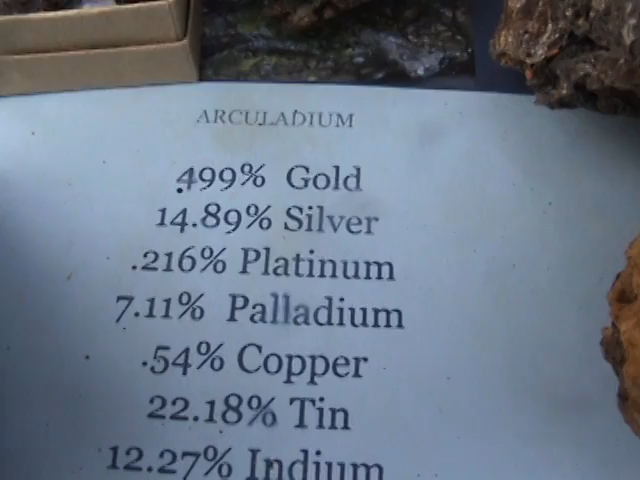 ARCULADIUM
.499% Gold
14.89% Silver
.216% Platinum
7.11% Palladium
.54% Copper
22.18% Tin
12.27% Indium